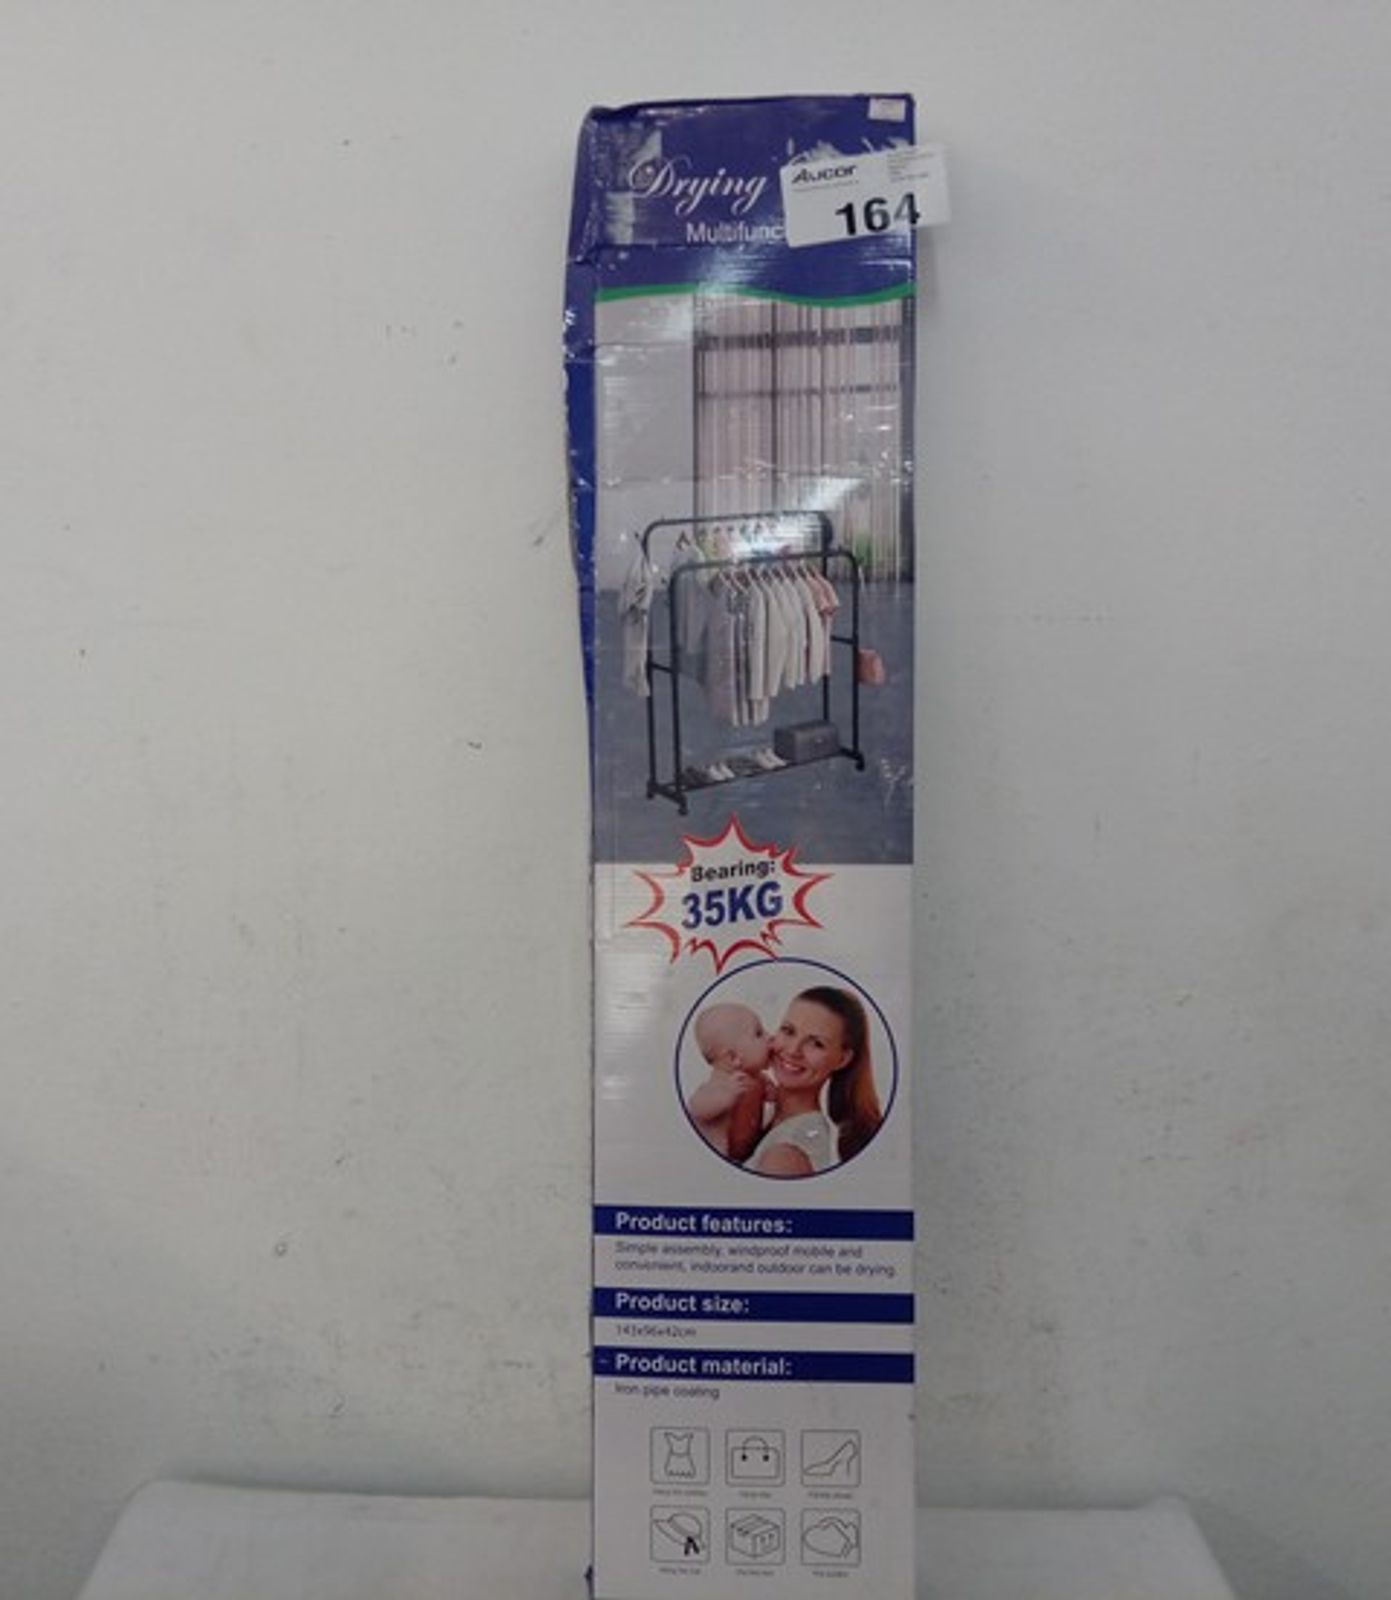 Drying
Aucor
164
Multifunc
Bearing:
35KG
Product features:
Simple assembly, windproof mobile and
convenient, indoorand outdoor can be drying.
Product size:
143x96x42cm
Product material:
Iron pipe coating